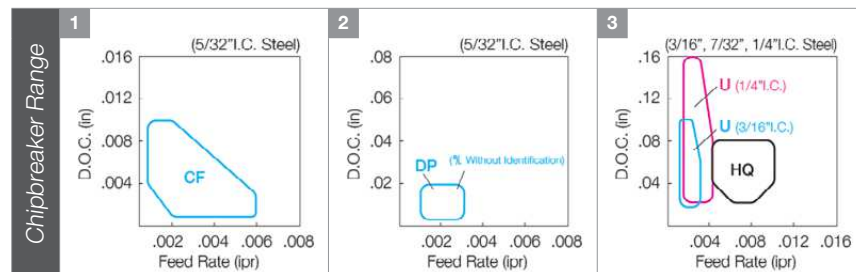 Chipbreaker Range
1
(5/32"I.C. Steel)
D.O.C. (in)
.016
.012
.008
.004
CF
.002 .004 .006 .008
Feed Rate (ipr)
2
(5/32"I.C. Steel)
D.O.C. (in)
.08
.06
.04
.02
DP
Without Identification)
.002 .004 .006 .008
Feed Rate (ipr)
3
(3/16", 7/32", 1/4"I.C. Steel)
D.O.C. (in)
.16
.12
.08
.04
U (1/4"I.C.)
U (3/16"I.C.)
HQ
.004 .008 .012 .016
Feed Rate (ipr)